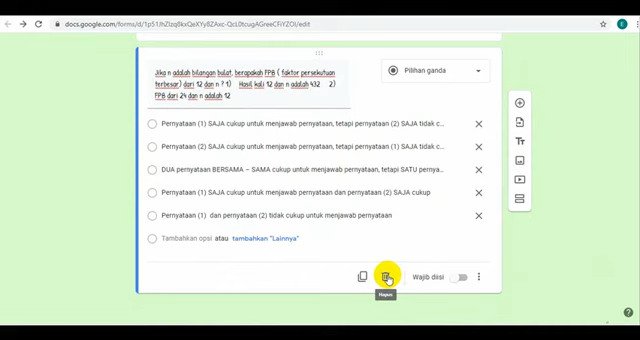 docs.google.com/forms/d/1p51JhZIzq8kxQeXYy8ZAxc-QcL0tcugAGreeCFiYZOI/edit
Jika n adalah bilangan bulat, berapakah FPB ( faktor persekutuan
Pilihan ganda
terbesar) dari 12 dan n ? 1) Hasil kali 12 dan n adalah 432 2)
FPB dari 24 dan n adalah 12
Pernyataan (1) SAJA cukup untuk menjawab pernyataan, tetapi pernyataan (2) SAJA tidak c...
Pernyataan (2) SAJA cukup untuk menjawab pernyataan, tetapi pernyataan (1) SAJA tidak c...
DUA pernyataan BERSAMA – SAMA cukup untuk menjawab pernyataan, tetapi SATU pernya...
Pernyataan (1) SAJA cukup untuk menjawab pernyataan dan pernyataan (2) SAJA cukup
Pernyataan (1) dan pernyataan (2) tidak cukup untuk menjawab pernyataan
Tambahkan opsi atau tambahkan "Lainnya"
Wajib diisi
Hapus